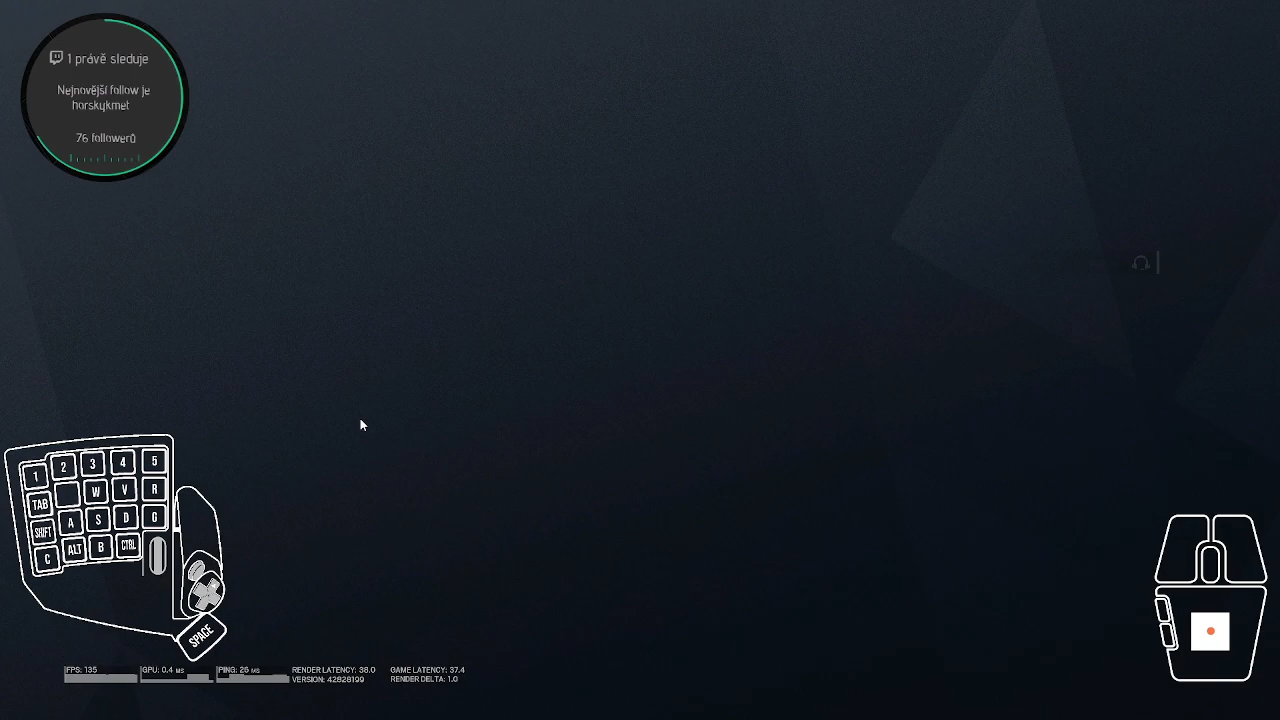 1 právě sleduje
Nejnovější follow je
horskykmet
76 followerů
1 2 3 4 5
TAB W V R
SHIFT A S D G
C ALT B CTRL
SPACE
FPS: 135 GPU: 0.4 MS PING: 26 MS RENDER LATENCY: 38.0 GAME LATENCY: 37.4
VERSION: 42828199 RENDER DELTA: 1.0